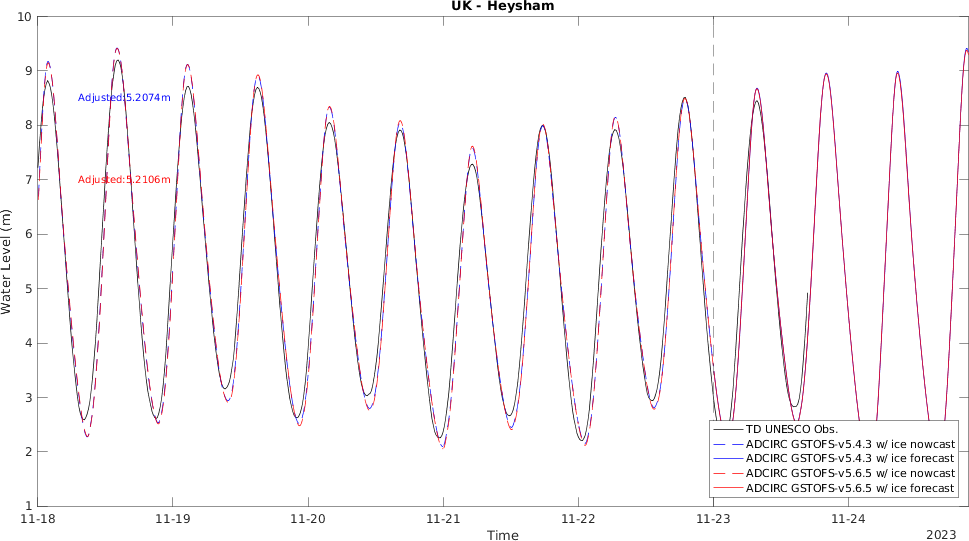 UK - Heysham
10
9
8
7
6
5
4
3
2
1
Water Level (m)
Adjusted:5.2074m
Adjusted:5.2106m
TD UNESCO Obs.
ADCIRC GSTOFS-v5.4.3 w/ ice nowcast
ADCIRC GSTOFS-v5.4.3 w/ ice forecast
ADCIRC GSTOFS-v5.6.5 w/ ice nowcast
ADCIRC GSTOFS-v5.6.5 w/ ice forecast
11-18 11-19 11-20 11-21 11-22 11-23 11-24
Time
2023